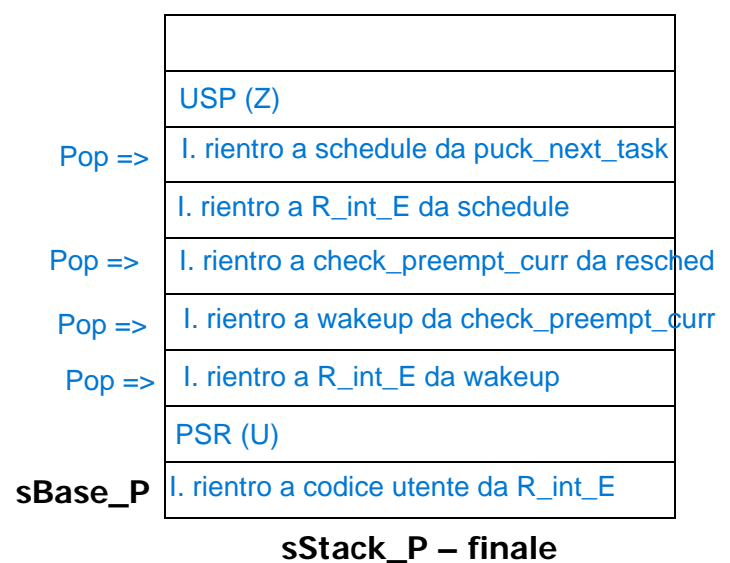 USP (Z)
Pop => I. rientro a schedule da puck_next_task
I. rientro a R_int_E da schedule
Pop => I. rientro a check_preempt_curr da resched
Pop => I. rientro a wakeup da check_preempt_curr
Pop => I. rientro a R_int_E da wakeup
PSR (U)
sBase_P I. rientro a codice utente da R_int_E
sStack_P – finale